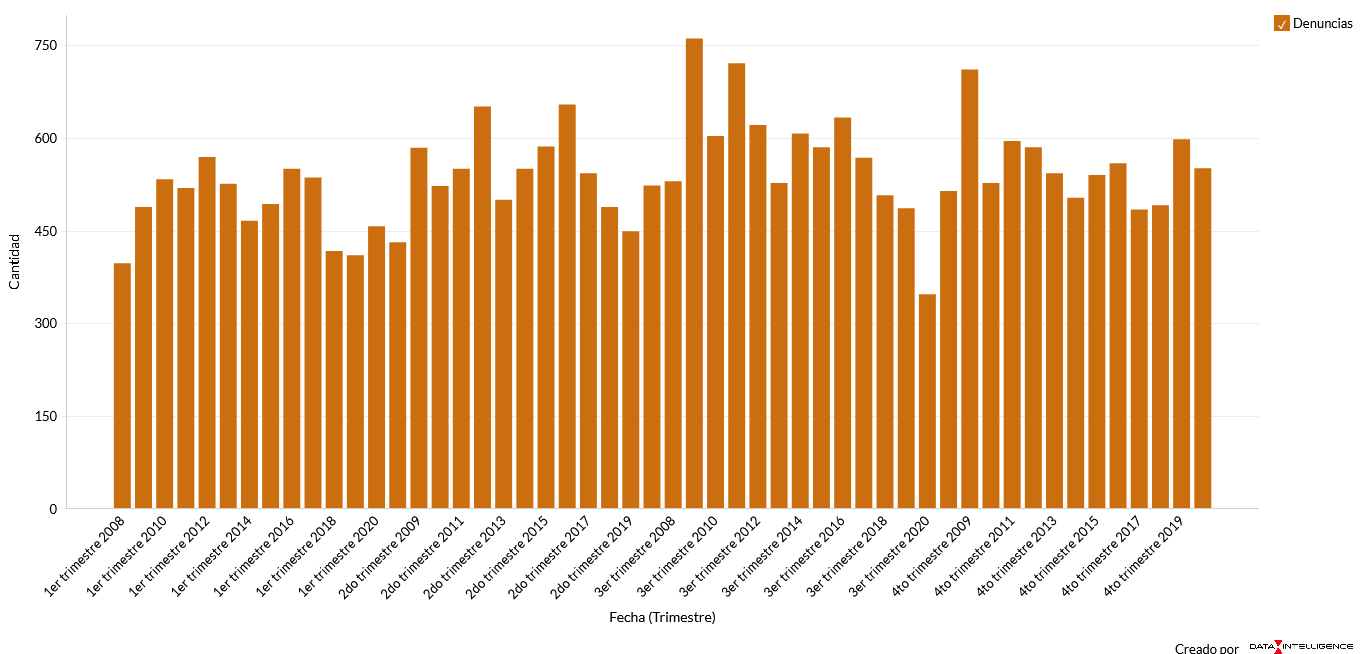 ✓ Denuncias
750
600
450
300
150
0
Cantidad
1er trimestre 2008
1er trimestre 2010
1er trimestre 2012
1er trimestre 2014
1er trimestre 2016
1er trimestre 2018
1er trimestre 2020
2do trimestre 2009
2do trimestre 2011
2do trimestre 2013
2do trimestre 2015
2do trimestre 2017
2do trimestre 2019
3er trimestre 2008
3er trimestre 2010
3er trimestre 2012
3er trimestre 2014
3er trimestre 2016
3er trimestre 2018
3er trimestre 2020
4to trimestre 2009
4to trimestre 2011
4to trimestre 2013
4to trimestre 2015
4to trimestre 2017
4to trimestre 2019
Fecha (Trimestre)
Creado por DATA INTELLIGENCE